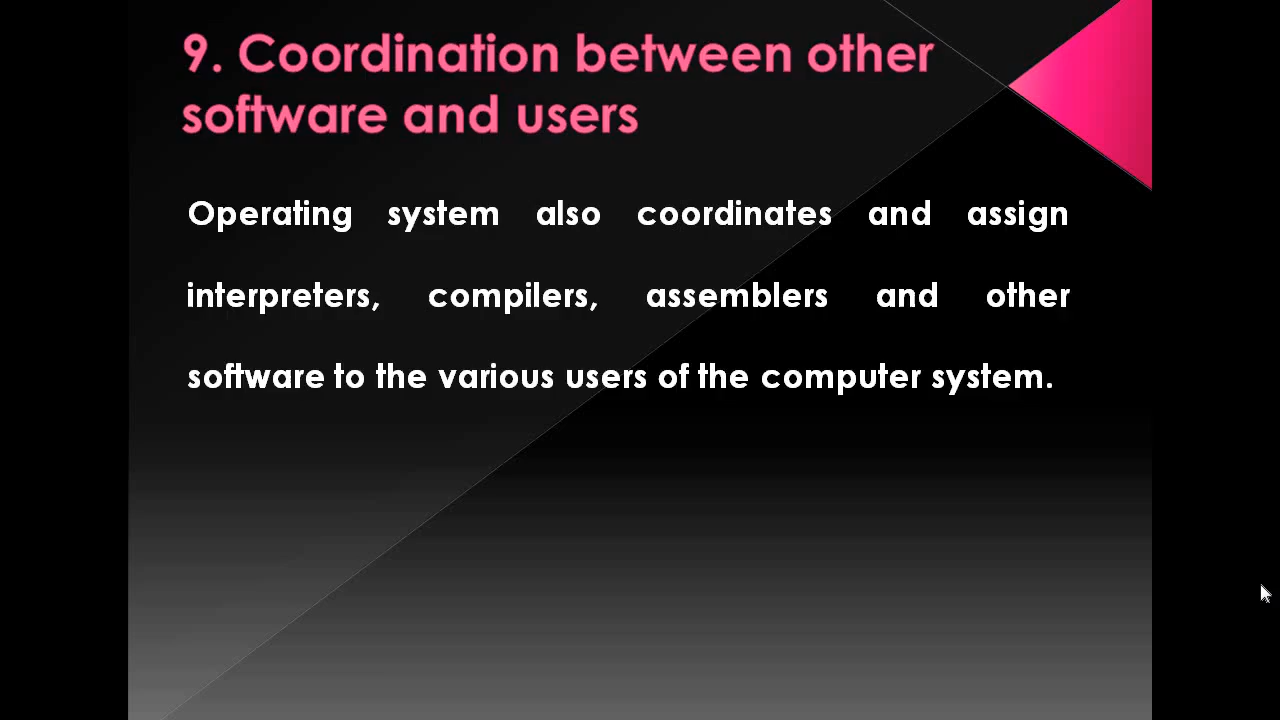 9. Coordination between other
software and users
Operating system also coordinates and assign
interpreters, compilers, assemblers and other
software to the various users of the computer system.